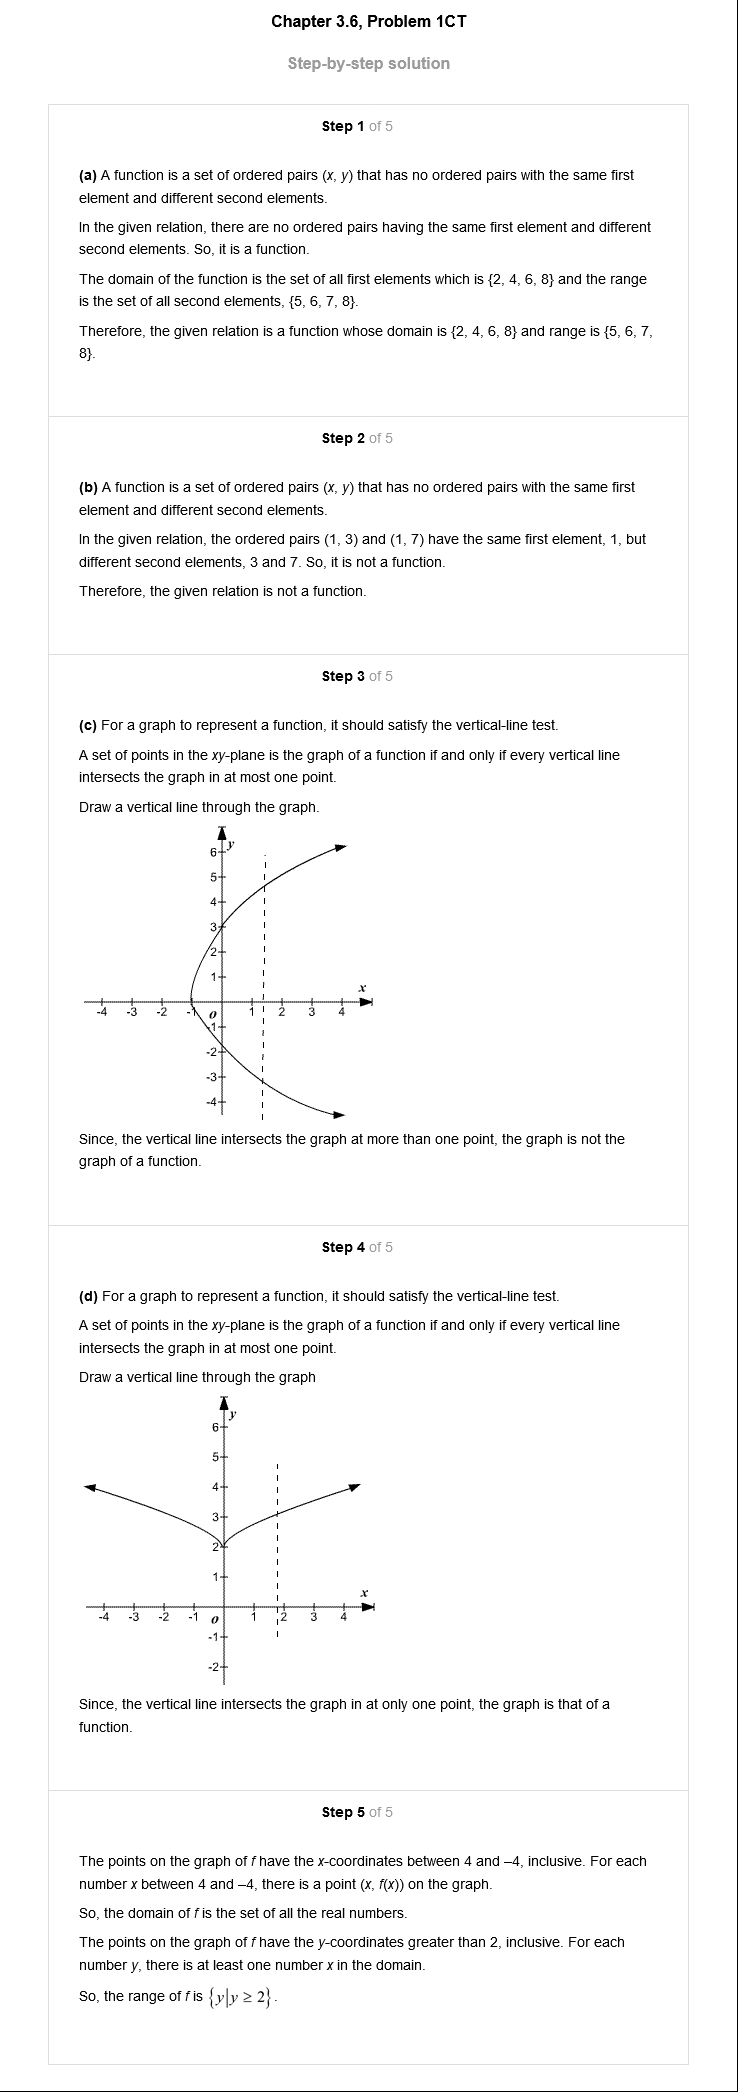 Chapter 3.6, Problem 1CT
Step-by-step solution
Step 1 of 5
(a) A function is a set of ordered pairs (x, y) that has no ordered pairs with the same first
element and different second elements.
In the given relation, there are no ordered pairs having the same first element and different
second elements. So, it is a function.
The domain of the function is the set of all first elements which is {2, 4, 6, 8} and the range
is the set of all second elements, {5, 6, 7, 8}.
Therefore, the given relation is a function whose domain is {2, 4, 6, 8} and range is {5, 6, 7,
8}.
Step 2 of 5
(b) A function is a set of ordered pairs (x, y) that has no ordered pairs with the same first
element and different second elements.
In the given relation, the ordered pairs (1, 3) and (1, 7) have the same first element, 1, but
different second elements, 3 and 7. So, it is not a function.
Therefore, the given relation is not a function.
Step 3 of 5
(c) For a graph to represent a function, it should satisfy the vertical-line test.
A set of points in the xy-plane is the graph of a function if and only if every vertical line
intersects the graph in at most one point.
Draw a vertical line through the graph.
y
6
5
4
3
2
1
x
-4 -3 -2 -1 0 1 2 3 4
-1
-2
-3
-4
Since, the vertical line intersects the graph at more than one point, the graph is not the
graph of a function.
Step 4 of 5
(d) For a graph to represent a function, it should satisfy the vertical-line test.
A set of points in the xy-plane is the graph of a function if and only if every vertical line
intersects the graph in at most one point.
Draw a vertical line through the graph
y
6
5
4
3
2
1
x
-4 -3 -2 -1 0 1 2 3 4
-1
-2
Since, the vertical line intersects the graph in at only one point, the graph is that of a
function.
Step 5 of 5
The points on the graph of f have the x-coordinates between 4 and –4, inclusive. For each
number x between 4 and –4, there is a point (x, f(x)) on the graph.
So, the domain of f is the set of all the real numbers.
The points on the graph of f have the y-coordinates greater than 2, inclusive. For each
number y, there is at least one number x in the domain.
So, the range of f is {y|y ≥ 2}.